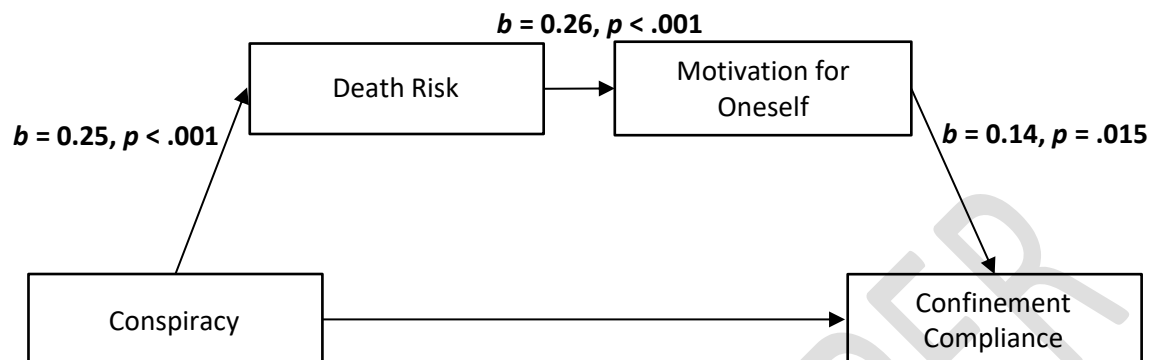 b = 0.26, p < .001
Death Risk
Motivation for
Oneself
b = 0.25, p < .001
b = 0.14, p = .015
Conspiracy
Confinement
Compliance